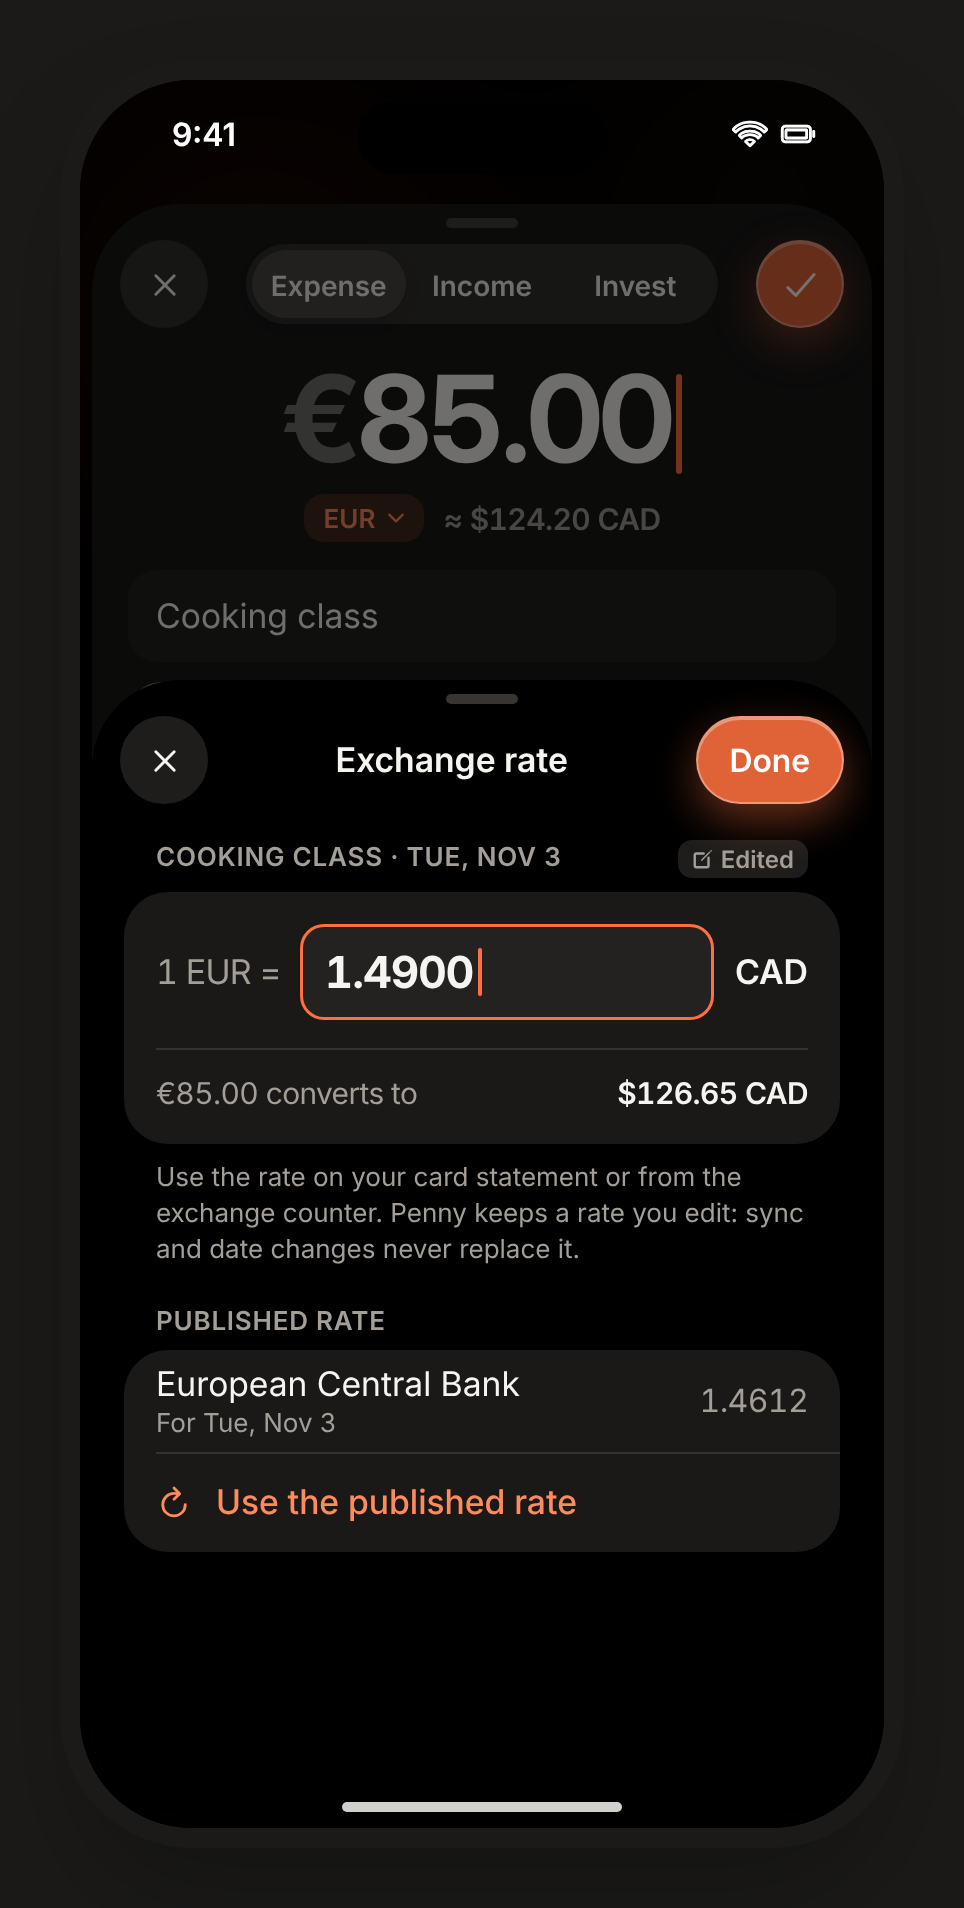 9:41
Expense Income Invest
€85.00
EUR ≈ $124.20 CAD
Cooking class
Exchange rate Done
COOKING CLASS · TUE, NOV 3 Edited
1 EUR = 1.4900 CAD
€85.00 converts to $126.65 CAD
Use the rate on your card statement or from the
exchange counter. Penny keeps a rate you edit: sync
and date changes never replace it.
PUBLISHED RATE
European Central Bank 1.4612
For Tue, Nov 3
Use the published rate